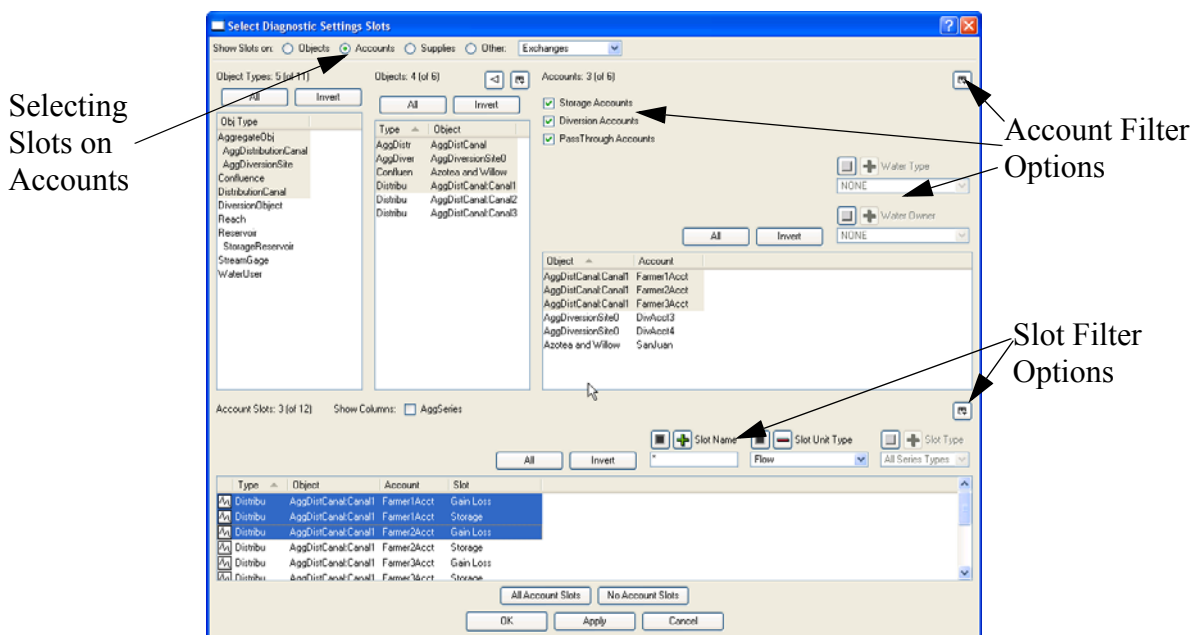 Select Diagnostic Settings Slots
Show Slots on: Objects Accounts Supplies Other: Exchanges
Object Types: 5 (of 11)
All Invert
Obj Type
AggregateObj
AggDistributionCanal
AggDiversionSite
Confluence
DistributionCanal
DiversionObject
Reach
Reservoir
StorageReservoir
StreamGage
WaterUser
Objects: 4 (of 6)
All Invert
Type Object
AggDistr AggDistCanal
AggDiver AggDiversionSite0
Confluen Azotea and Willow
Distribu AggDistCanal:Canal1
Distribu AggDistCanal:Canal2
Distribu AggDistCanal:Canal3
Accounts: 3 (of 6)
Storage Accounts
Diversion Accounts
PassThrough Accounts
Water Type
NONE
Water Owner
NONE
All Invert
Object Account
AggDistCanal:Canal1 Farmer1Acct
AggDistCanal:Canal1 Farmer2Acct
AggDistCanal:Canal1 Farmer3Acct
AggDiversionSite0 DivAcct3
AggDiversionSite0 DivAcct4
Azotea and Willow SanJuan
Account Slots: 3 (of 12) Show Columns: AggSeries
Slot Name Slot Unit Type Slot Type
All Invert * Flow All Series Types
Type Object Account Slot
Distribu AggDistCanal:Canal1 Farmer1Acct Gain Loss
Distribu AggDistCanal:Canal1 Farmer1Acct Storage
Distribu AggDistCanal:Canal1 Farmer2Acct Gain Loss
Distribu AggDistCanal:Canal1 Farmer2Acct Storage
Distribu AggDistCanal:Canal1 Farmer3Acct Gain Loss
Distribu AggDistCanal:Canal1 Farmer3Acct Storage
All Account Slots No Account Slots
OK Apply Cancel
Selecting
Slots on
Accounts
Account Filter
Options
Slot Filter
Options